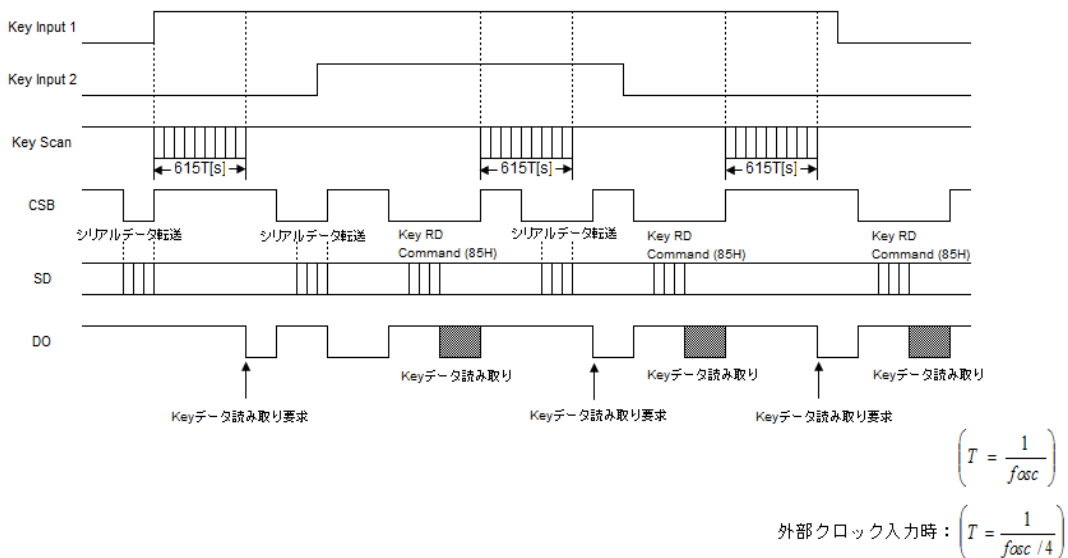 Key Input 1
Key Input 2
Key Scan
615T[s] 615T[s] 615T[s]
CSB
シリアルデータ転送 シリアルデータ転送 Key RD Command (85H) シリアルデータ転送 Key RD Command (85H) Key RD Command (85H)
SD
DO
Keyデータ読み取り Keyデータ読み取り Keyデータ読み取り
Keyデータ読み取り要求 Keyデータ読み取り要求 Keyデータ読み取り要求
(T = 1/fosc)
外部クロック入力時：(T = 1/fosc /4)